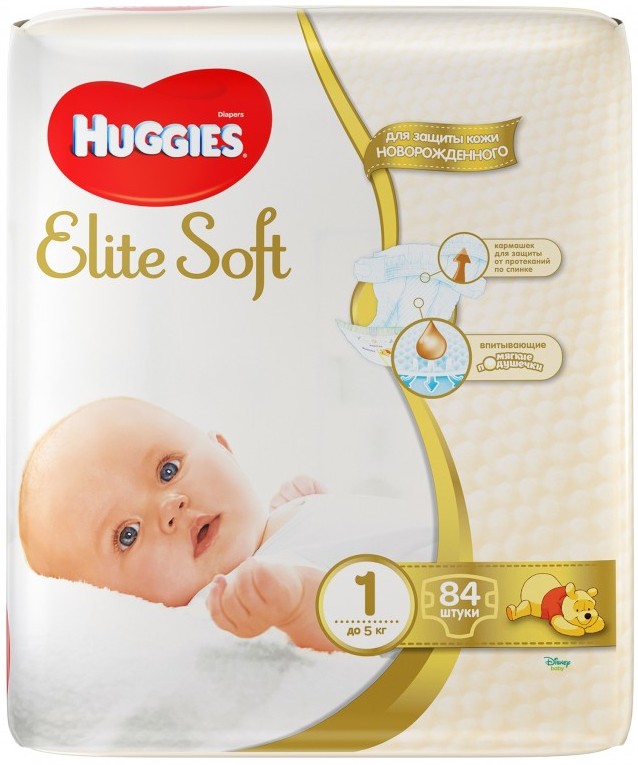 Diapers
HUGGIES®
Elite Soft
для защиты кожи
НОВОРОЖДЕННОГО
кармашек
для защиты
от протеканий
по спинке
впитывающие
мягкие
подушечки
1
до 5 кг
84
штуки
Disney
baby